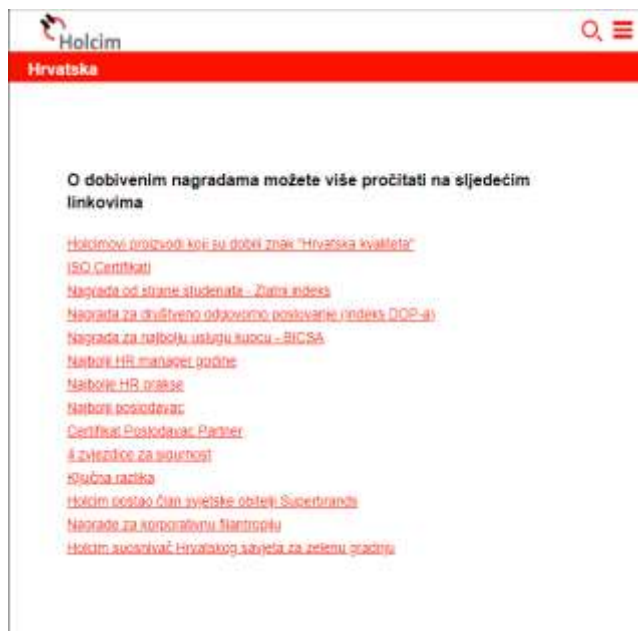 Holcim
Hrvatska
O dobivenim nagradama možete više pročitati na sljedećim
linkovima
Holcimovi proizvodi koji su dobili znak "Hrvatska kvaliteta"
ISO Certifikati
Nagrada od strane studenata - Zlatni indeks
Nagrada za društveno odgovorno poslovanje (indeks DOP-a)
Nagrada za najbolju uslugu kupcu - BICSA
Najbolji HR manager godine
Najbolje HR prakse
Najbolji poslodavac
Certifikat Poslodavac Partner
4 zvjezdice za sigurnost
Ključna razlika
Holcim postao član svjetske obitelji Superbrands
Nagrade za korporativnu filantropiju
Holcim suosnivač Hrvatskog savjeta za zelenu gradnju